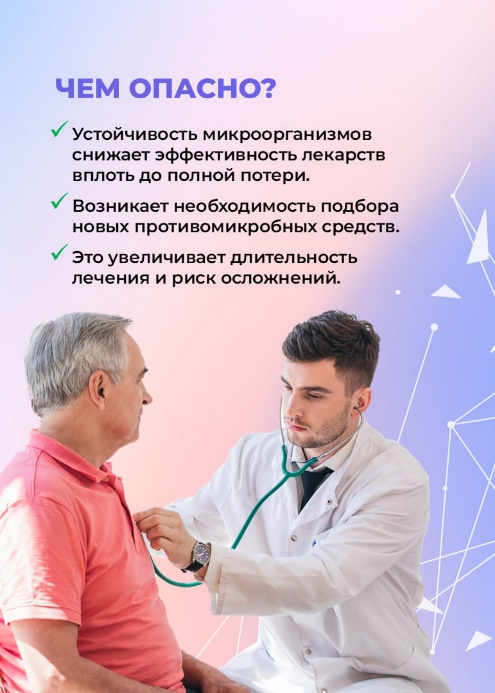 ЧЕМ ОПАСНО?
Устойчивость микроорганизмов
снижает эффективность лекарств
вплоть до полной потери.
Возникает необходимость подбора
новых противомикробных средств.
Это увеличивает длительность
лечения и риск осложнений.